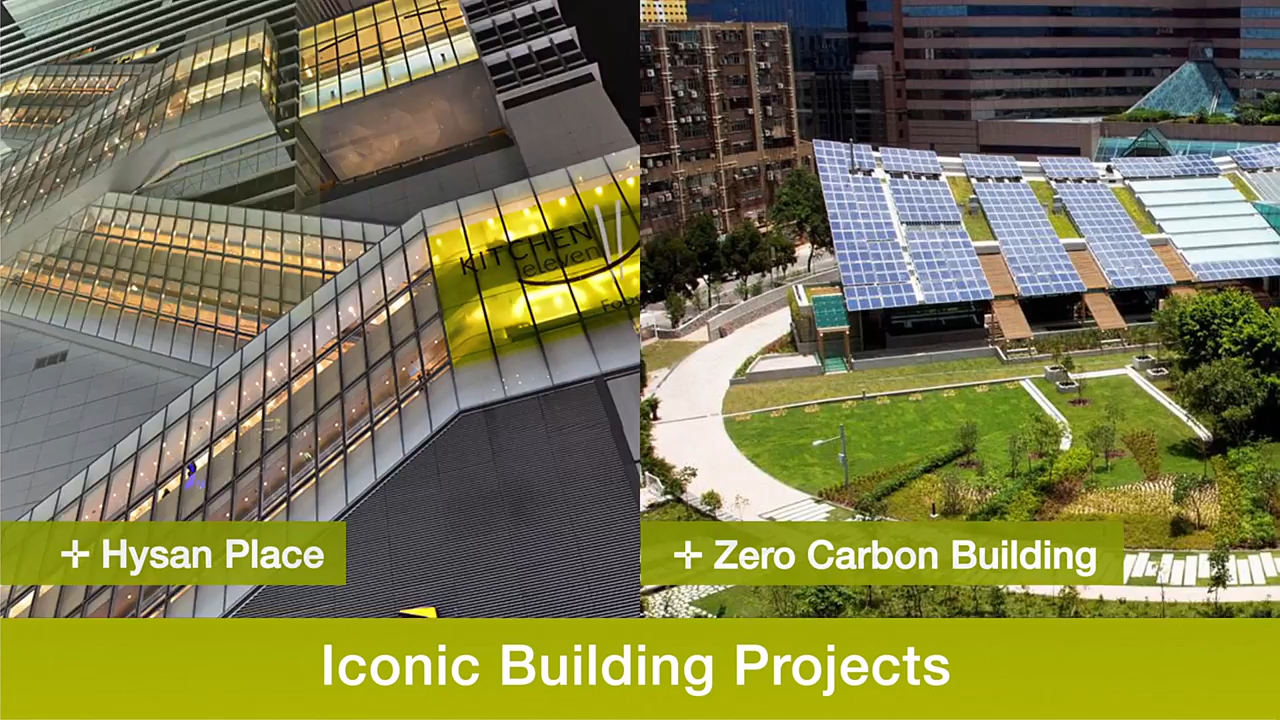 KITCHEN
eleven
✛ Hysan Place
✛ Zero Carbon Building
Iconic Building Projects